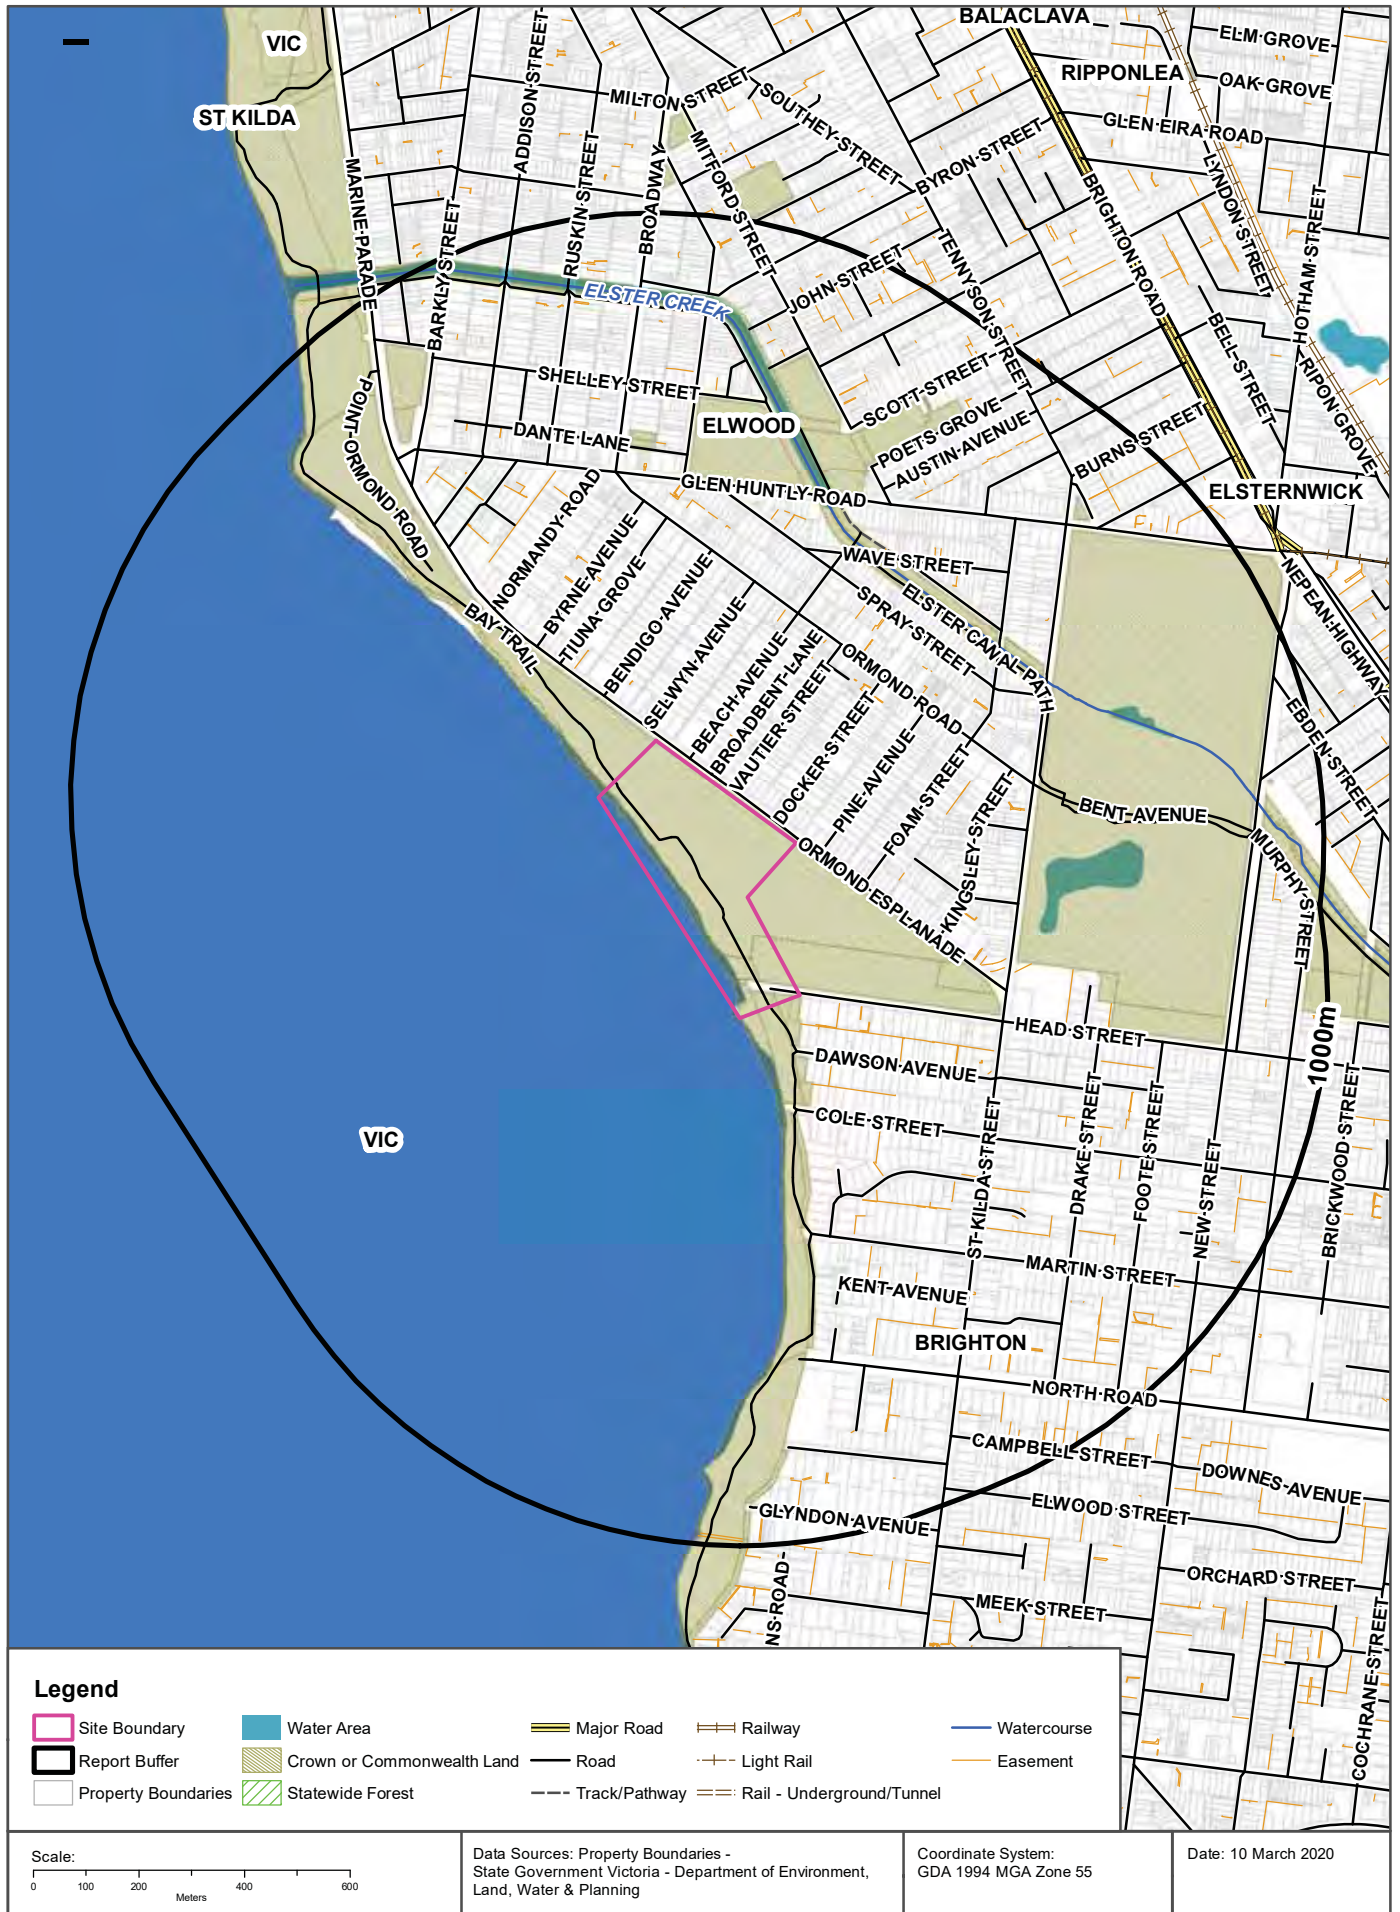 BALACLAVA
VIC
ELM GROVE
RIPPONLEA
OAK GROVE
ADDISON STREET
MILTON STREET
SOUTHEY STREET
ST KILDA
GLEN EIRA ROAD
MITFORD STREET
BYRON STREET
LYNDON STREET
RUSKIN STREET
BROADWAY
MARINE PARADE
BRIGHTON ROAD
HOTHAM STREET
BARKLY STREET
TENNYSON STREET
JOHN STREET
ELSTER CREEK
BELL STREET
RIPON GROVE
SHELLEY STREET
SCOTT STREET
POINT ORMOND ROAD
ELWOOD
POETS GROVE
DANTE LANE
AUSTIN AVENUE
BURNS STREET
GLEN HUNTLY ROAD
ELSTERNWICK
NORMANDY ROAD
BYRNE AVENUE
TIUNA GROVE
WAVE STREET
BENDIGO AVENUE
NEPEAN HIGHWAY
BAY TRAIL
SELWYN AVENUE
SPRAY STREET
ELSTER CANAL PATH
BEACH AVENUE
BROADBENT LANE
ORMOND ROAD
VAUTIER STREET
EBDEN STREET
DOCKER STREET
PINE AVENUE
FOAM STREET
KINGSLEY STREET
BENT AVENUE
MURPHY STREET
ORMOND ESPLANADE
HEAD STREET
1000m
DAWSON AVENUE
COLE STREET
VIC
ST KILDA STREET
DRAKE STREET
FOOTE STREET
NEW STREET
BRICKWOOD STREET
MARTIN STREET
KENT AVENUE
BRIGHTON
NORTH ROAD
CAMPBELL STREET
DOWNES AVENUE
ELWOOD STREET
GLYNDON AVENUE
ORCHARD STREET
NS ROAD
MEEK STREET
COCHRANE STREET
Legend
Site Boundary
Water Area
Major Road
Railway
Watercourse
Report Buffer
Crown or Commonwealth Land
Road
Light Rail
Easement
Property Boundaries
Statewide Forest
Track/Pathway
Rail - Underground/Tunnel
Scale:
0 100 200 400 600
Meters
Data Sources: Property Boundaries -
State Government Victoria - Department of Environment,
Land, Water & Planning
Coordinate System:
GDA 1994 MGA Zone 55
Date: 10 March 2020